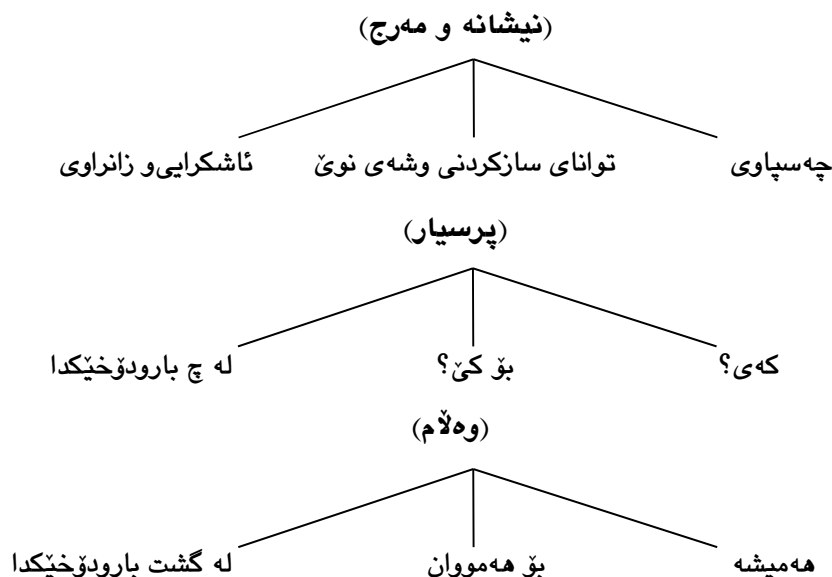 (نیشانە و مەرج)
چەسپاوی توانای سازکردنی وشەی نوێ ئاشکرایی و زانراوی
(پرسیار)
کەی؟ بۆ کێ؟ لە چ بارودۆخێکدا
(وەڵام)
هەمیشە بۆ هەمووان لە گشت بارودۆخێکدا